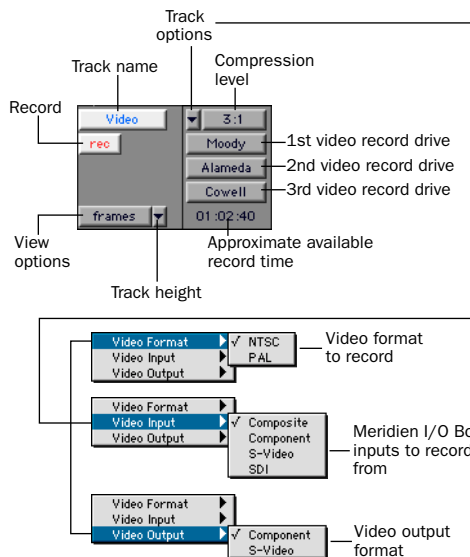 Track
options
Track name
Compression
level
Record
Video
3:1
rec
Moody
1st video record drive
Alameda
2nd video record drive
Cowell
3rd video record drive
frames
01:02:40
View
options
Approximate available
record time
Track height
Video Format
Video Input
Video Output
✓ NTSC
PAL
Video format
to record
Video Format
Video Input
Video Output
✓ Composite
Component
S-Video
SDI
Meridien I/O Bo
inputs to record
from
Video Format
Video Input
Video Output
✓ Component
S-Video
Video output
format